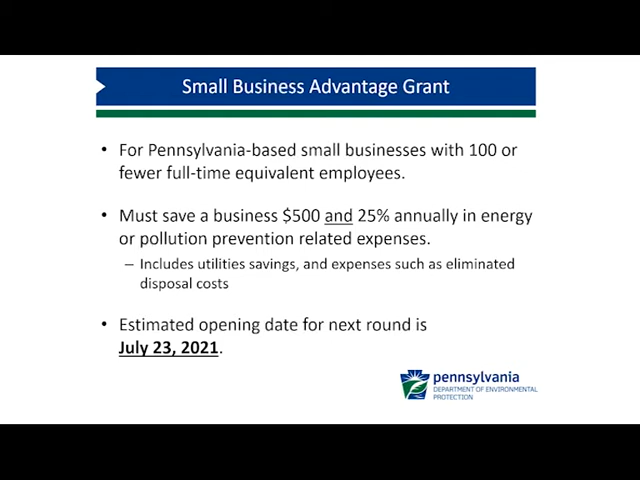 Small Business Advantage Grant
• For Pennsylvania-based small businesses with 100 or
fewer full-time equivalent employees.
• Must save a business $500 and 25% annually in energy
or pollution prevention related expenses.
– Includes utilities savings, and expenses such as eliminated
disposal costs
• Estimated opening date for next round is
July 23, 2021.
pennsylvania
DEPARTMENT OF ENVIRONMENTAL
PROTECTION